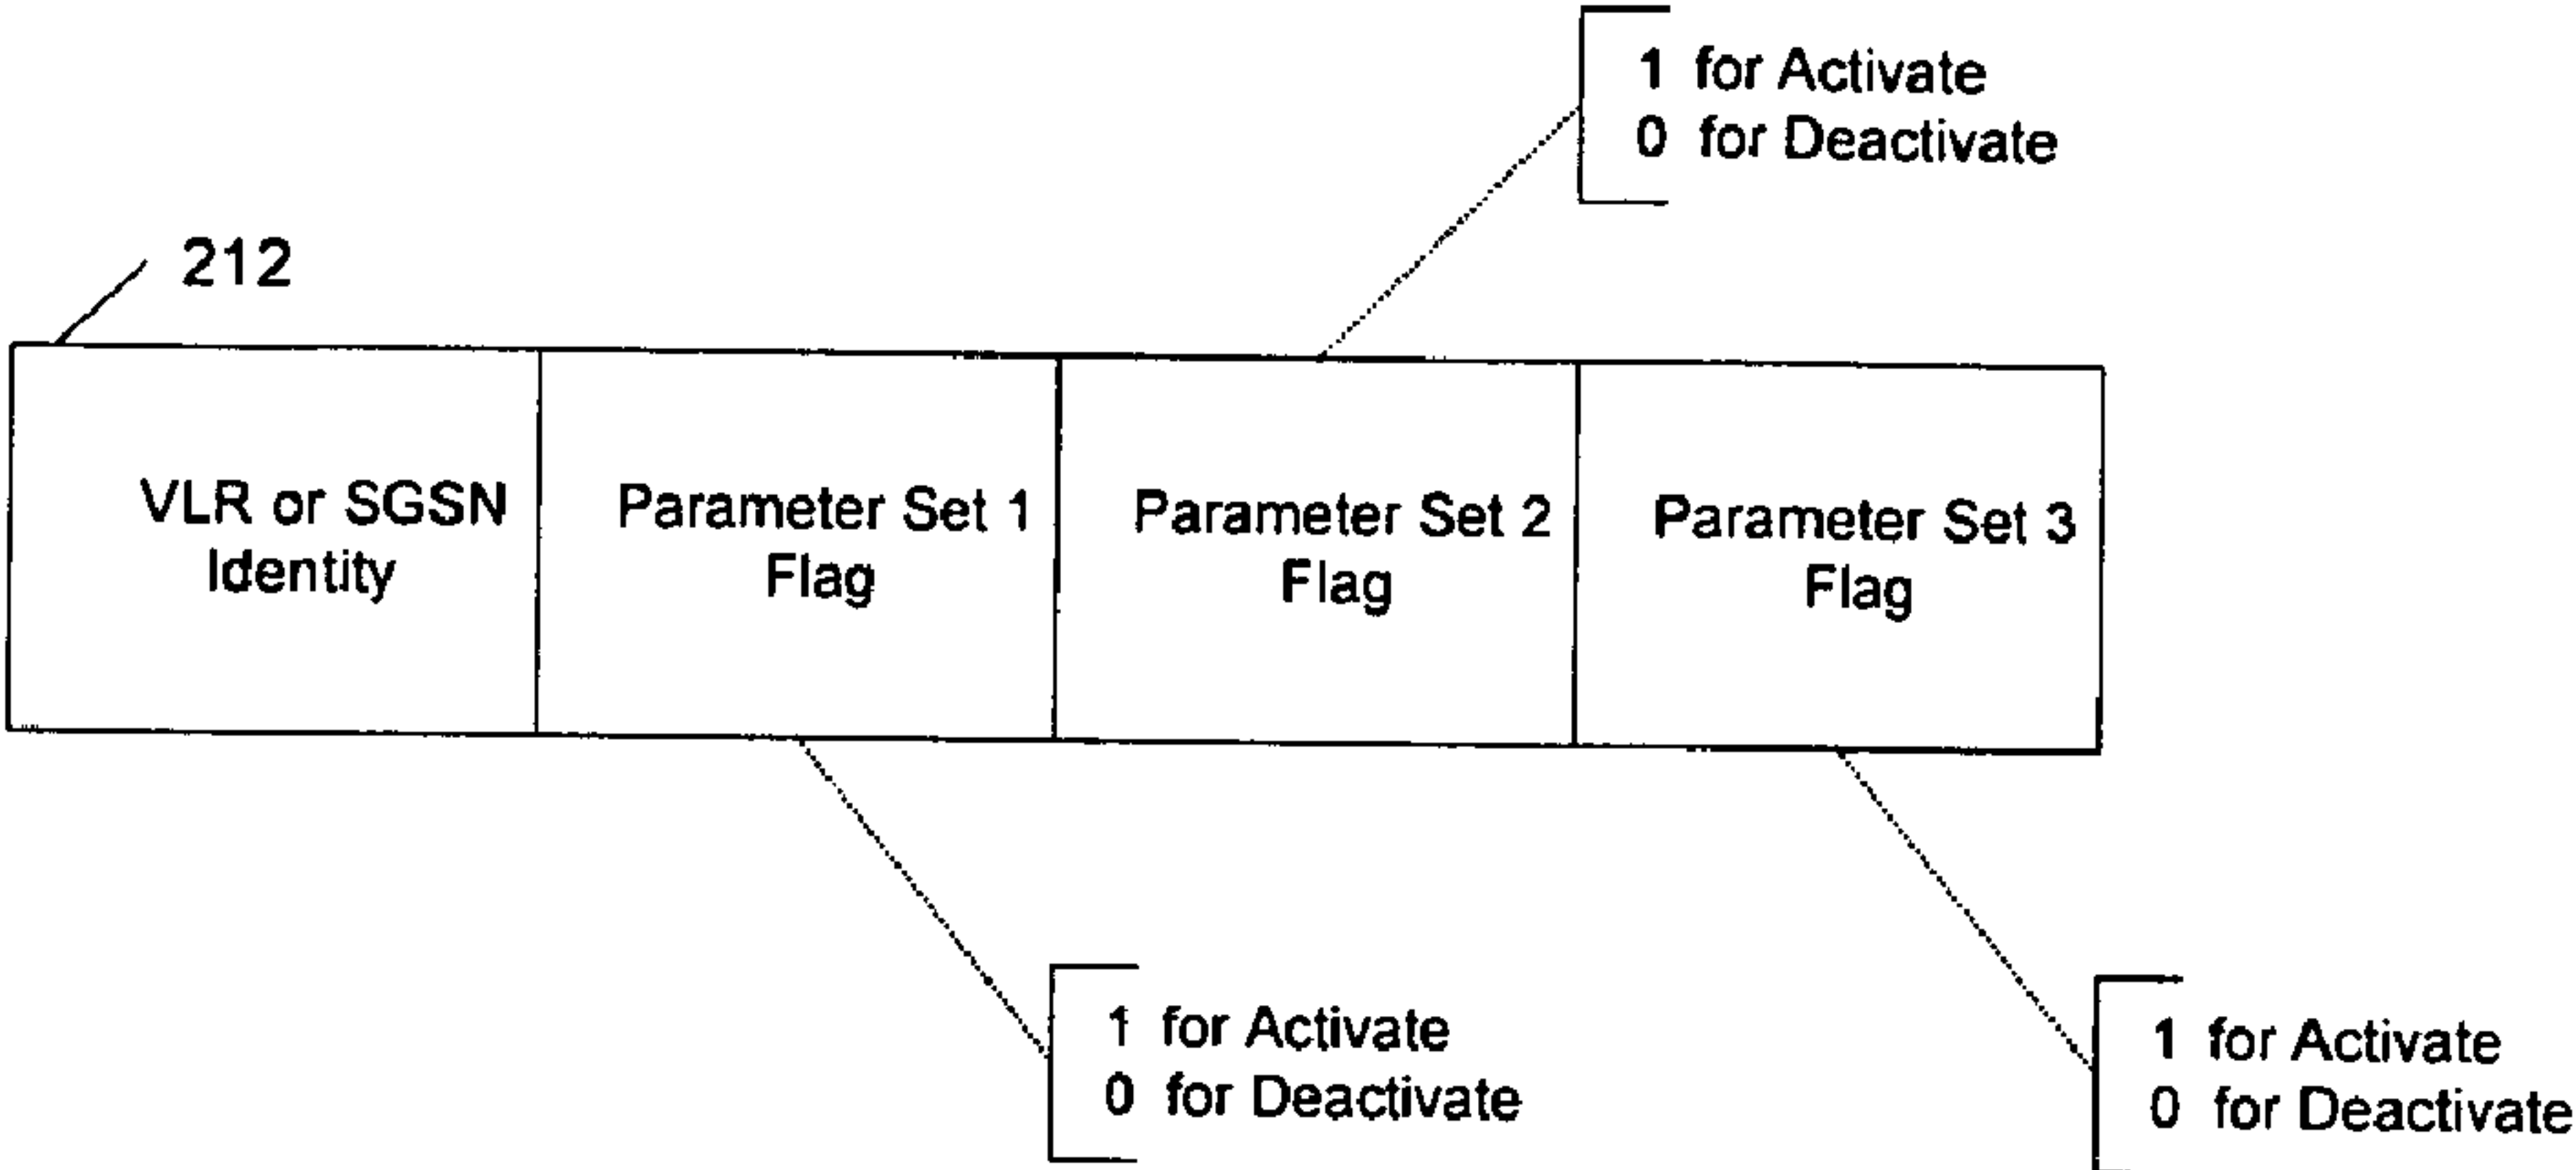 1 for Activate
0 for Deactivate
212
VLR or SGSN
Identity
Parameter Set 1
Flag
Parameter Set 2
Flag
Parameter Set 3
Flag
1 for Activate
0 for Deactivate
1 for Activate
0 for Deactivate